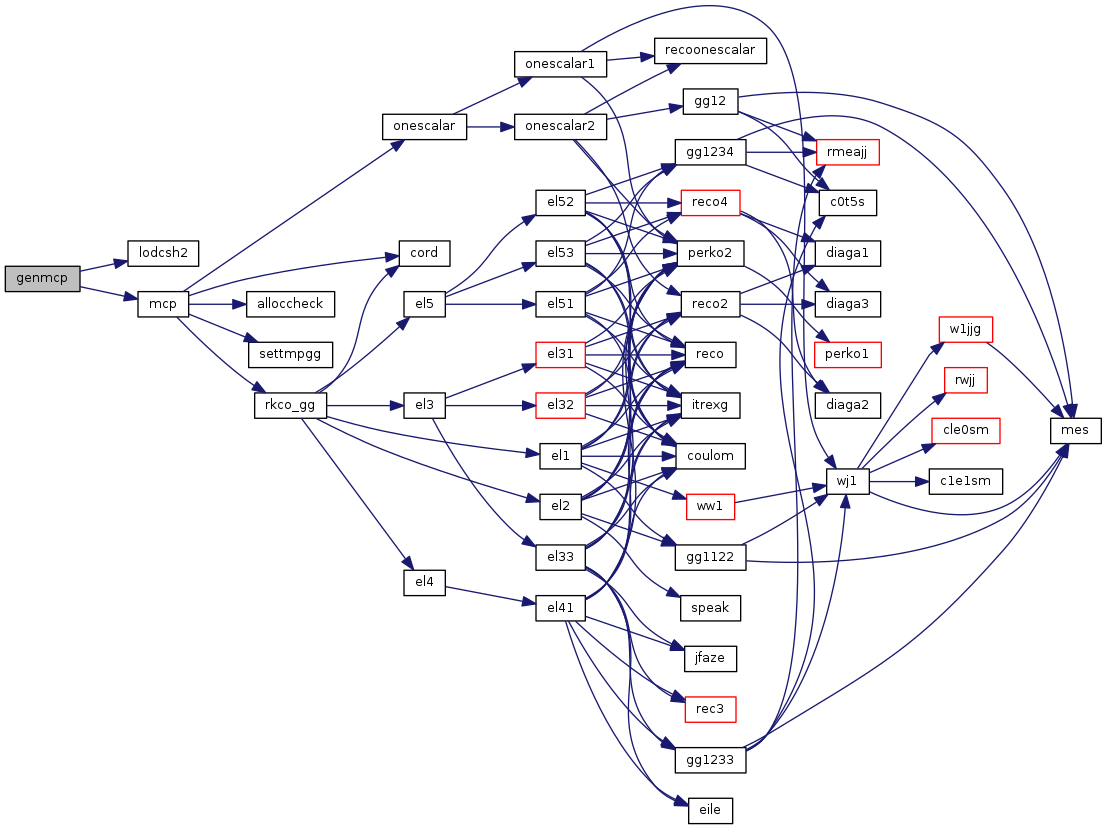 genmcp
lodcsh2
mcp
onescalar
cord
alloccheck
settmpgg
rkco_gg
el5
el3
el4
onescalar1
onescalar2
el52
el53
el51
el31
el32
el1
el2
el33
el41
recoonescalar
gg12
gg1234
reco4
perko2
reco2
reco
itrexg
coulom
ww1
gg1122
speak
jfaze
rec3
gg1233
eile
rmeajj
c0t5s
diaga1
diaga3
perko1
diaga2
wj1
w1jjg
rwjj
cle0sm
c1e1sm
mes